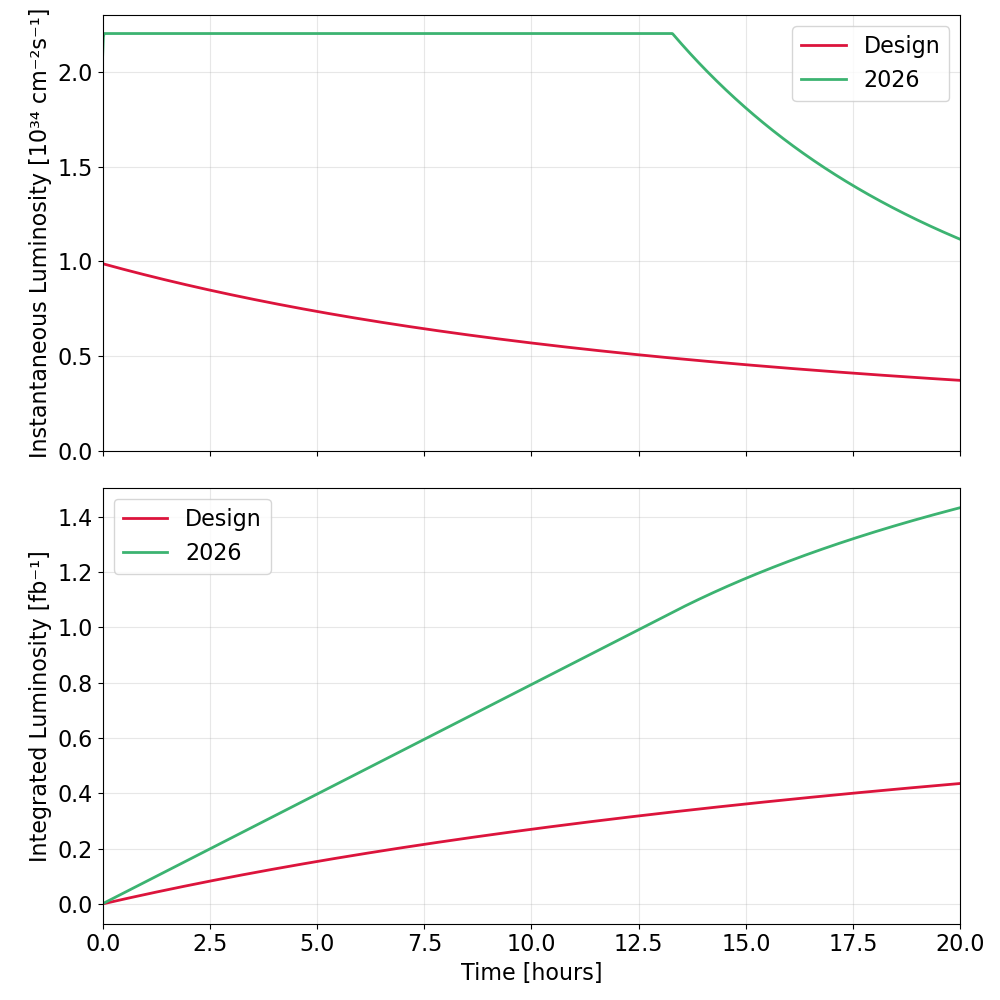 Instantaneous Luminosity [10³⁴ cm⁻²s⁻¹]
2.0
1.5
1.0
0.5
0.0
Design
2026
Integrated Luminosity [fb⁻¹]
1.4
1.2
1.0
0.8
0.6
0.4
0.2
0.0
Design
2026
0.0 2.5 5.0 7.5 10.0 12.5 15.0 17.5 20.0
Time [hours]